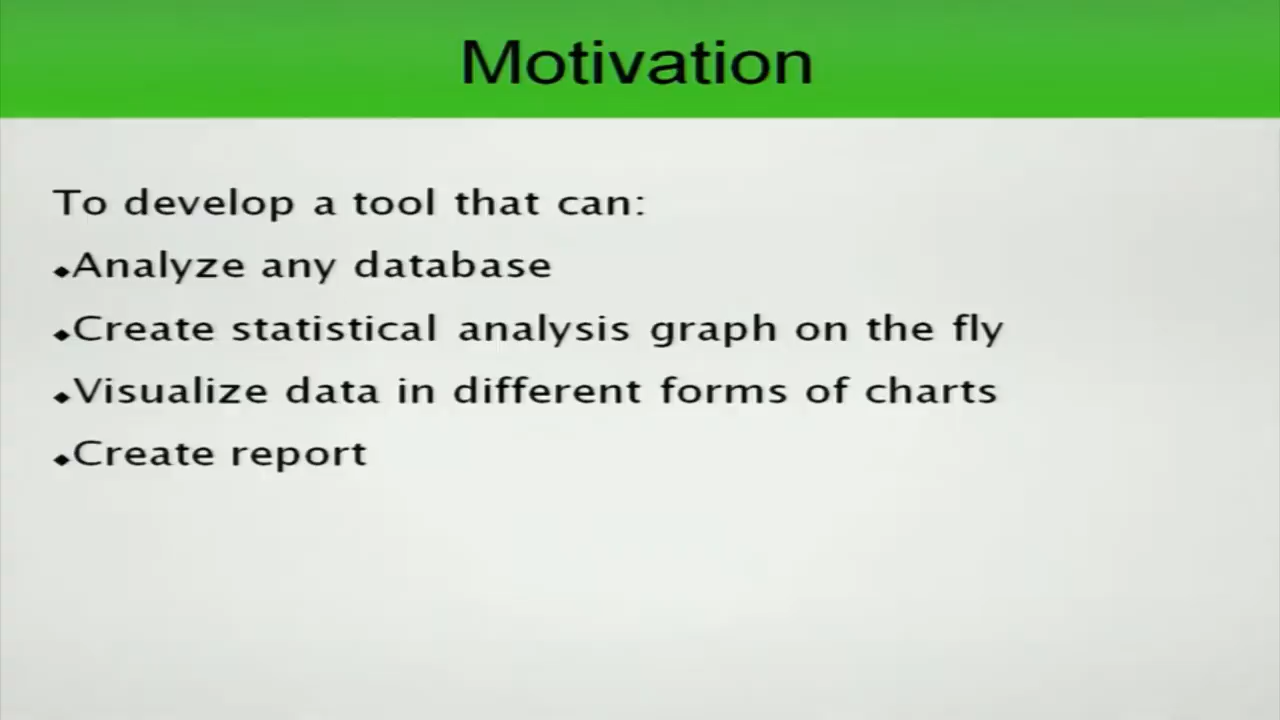 Motivation
To develop a tool that can:
◆Analyze any database
◆Create statistical analysis graph on the fly
◆Visualize data in different forms of charts
◆Create report